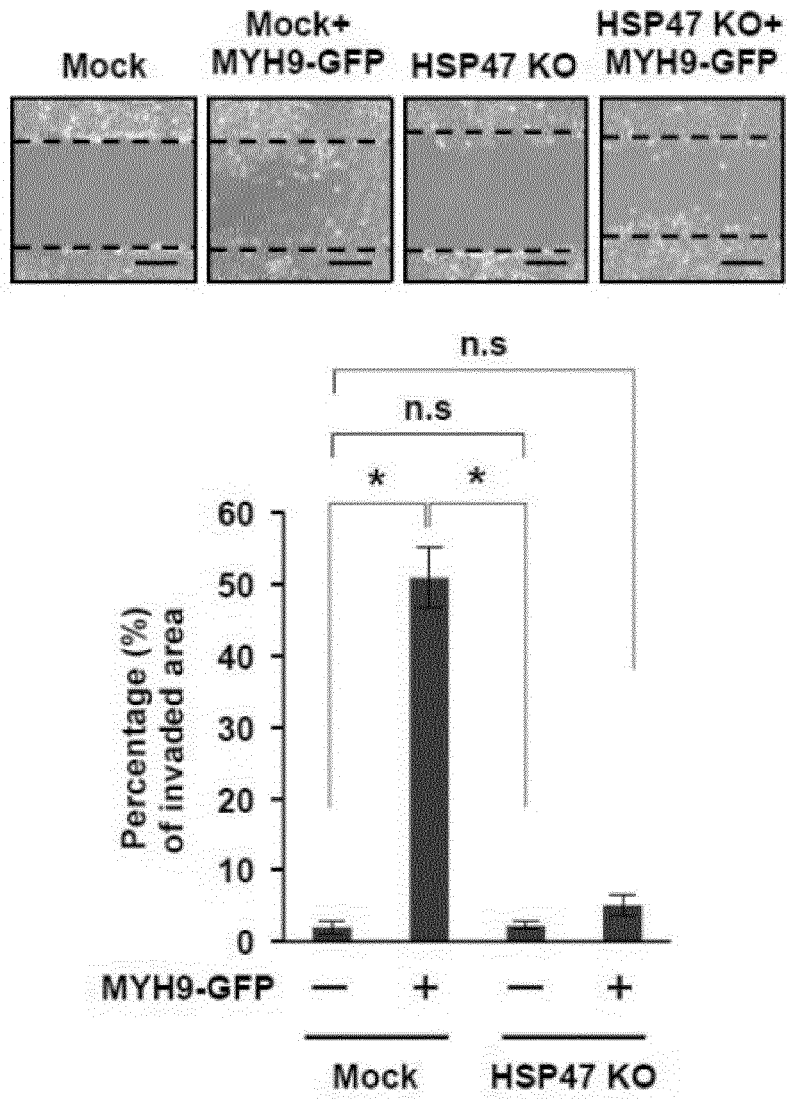 Mock
Mock+
MYH9-GFP
HSP47 KO
HSP47 KO+
MYH9-GFP
n.s
n.s
*
*
Percentage (%)
of invaded area
60
50
40
30
20
10
0
MYH9-GFP — + — +
Mock
HSP47 KO